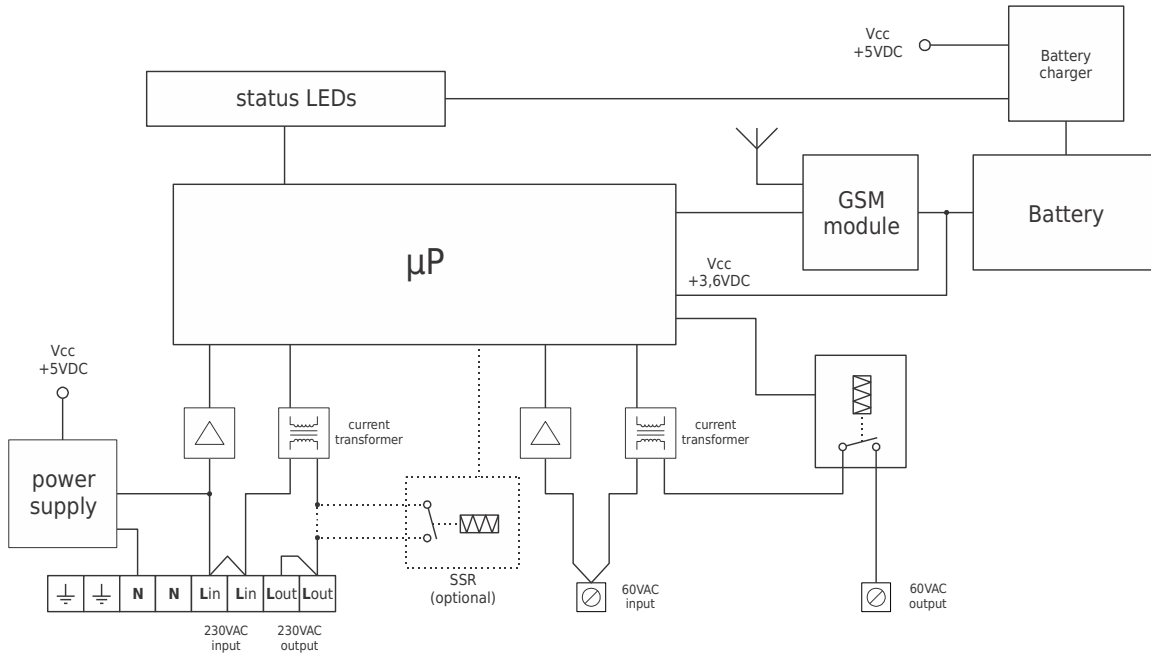 Vcc
+5VDC
Battery
charger
status LEDs
GSM
module
Battery
µP
Vcc
+3,6VDC
Vcc
+5VDC
current
transformer
current
transformer
power
supply
SSR
(optional)
N
N
Lin
Lin
Lout
Lout
60VAC
input
60VAC
output
230VAC
input
230VAC
output